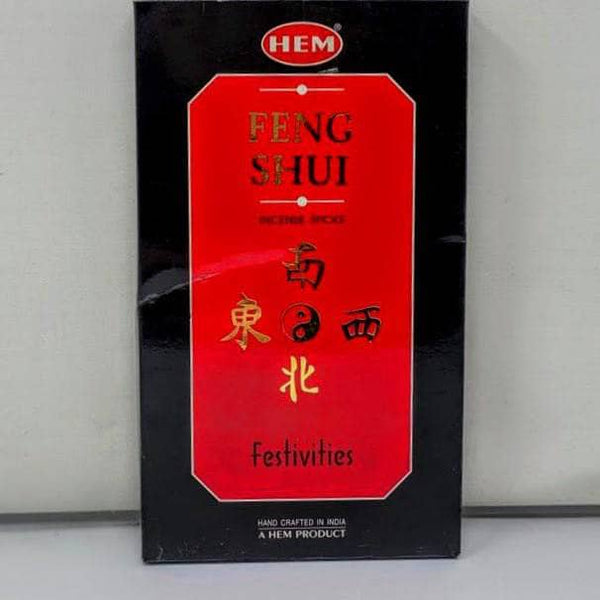 HEM®
FENG
SHUI
INCENSE STICKS
南
東 西
北
Festivities
HAND CRAFTED IN INDIA
A HEM PRODUCT